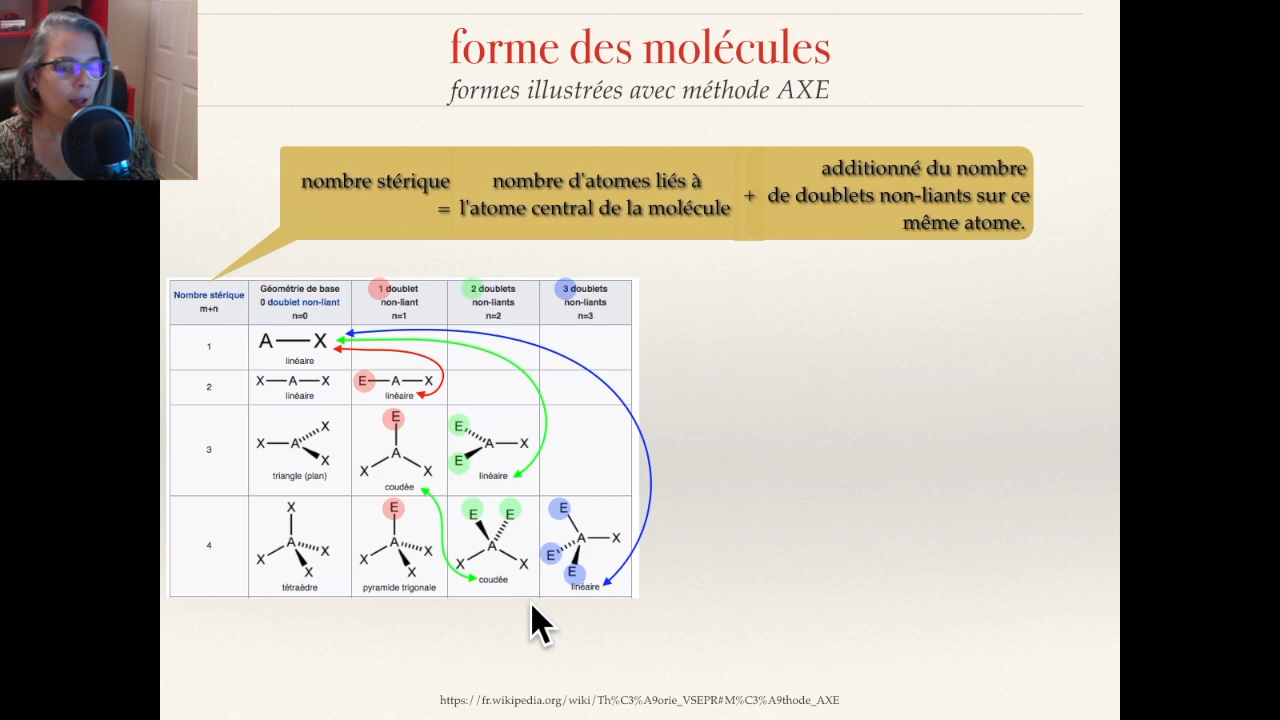 forme des molécules
formes illustrées avec méthode AXE
nombre stérique
=
nombre d'atomes liés à
l'atome central de la molécule
+
additionné du nombre
de doublets non-liants sur ce
même atome.
Nombre stérique
m+n
Géométrie de base
0 doublet non-liant
n=0
1 doublet
non-liant
n=1
2 doublets
non-liants
n=2
3 doublets
non-liants
n=3
1
A X
linéaire
2
X A X
linéaire
E A X
linéaire
3
X A X X
triangle (plan)
E
A
X X
coudée
E
E A X
linéaire
4
X
A
X X X
tétraèdre
E
A
X X X
pyramide trigonale
E E
A
X X
coudée
E
A X
E
E
linéaire
https://fr.wikipedia.org/wiki/Th%C3%A9orie_VSEPR#M%C3%A9thode_AXE